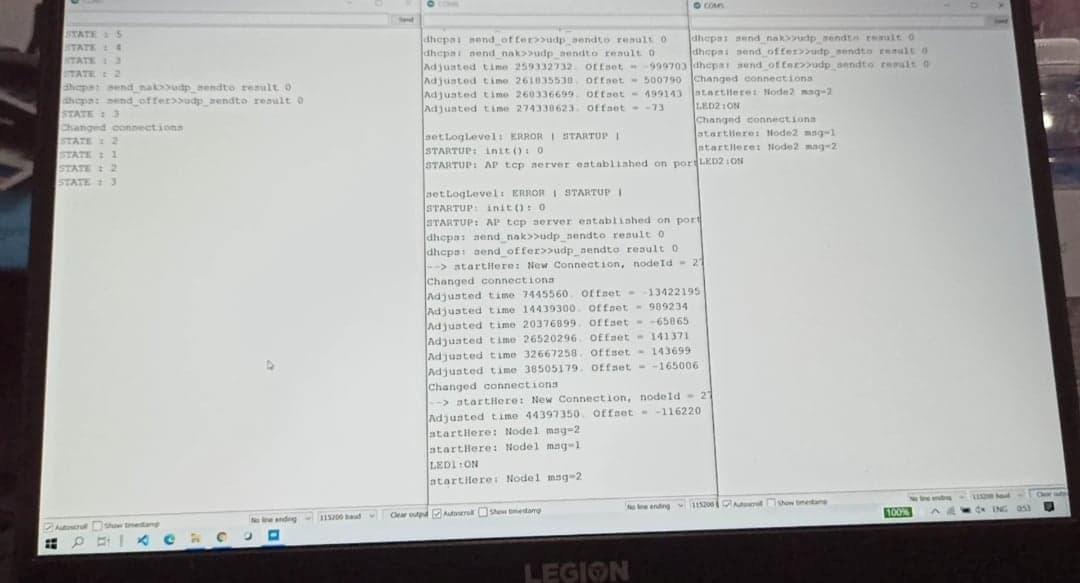 COM5
Send
STATE : 5
STATE : 4
STATE : 3
STATE : 2
dhcps: send_nak>>udp_sendto result 0
dhcps: send_offer>>udp_sendto result 0
STATE : 3
Changed connections
STATE : 2
STATE : 1
STATE : 2
STATE : 3
Autoscroll
Show timestamp
No line ending
115200 baud
Clear output
dhcps: send_offer>>udp_sendto result 0
dhcps: send_nak>>udp_sendto result 0
Adjusted time 259332732. Offset = -999703
Adjusted time 261835538. Offset = 500790
Adjusted time 268336699. Offset = 499143
Adjusted time 274338623. Offset = -73
setLogLevel: ERROR | STARTUP |
STARTUP: init(): 0
STARTUP: AP tcp server established on port
setLogLevel: ERROR | STARTUP |
STARTUP: init(): 0
STARTUP: AP tcp server established on port
dhcps: send_nak>>udp_sendto result 0
dhcps: send_offer>>udp_sendto result 0
--> startHere: New Connection, nodeId = 27
Changed connections
Adjusted time 7445560. Offset = -13422195
Adjusted time 14439300. Offset = 989234
Adjusted time 20376899. Offset = -65865
Adjusted time 26520296. Offset = 141371
Adjusted time 32667258. Offset = 143699
Adjusted time 38505179. Offset = -165006
Changed connections
--> startHere: New Connection, nodeId = 27
Adjusted time 44397350. Offset = -116220
startHere: Node1 msg=2
startHere: Node1 msg=1
LED1:ON
startHere: Node1 msg=2
Autoscroll
Show timestamp
No line ending
115200
dhcps: send_nak>>udp_sendto result 0
dhcps: send_offer>>udp_sendto result 0
dhcps: send_offer>>udp_sendto result 0
Changed connections
startHere: Node2 msg=2
LED2:ON
Changed connections
startHere: Node2 msg=1
startHere: Node2 msg=2
LED2:ON
Autoscroll
Show timestamp
No line ending
115200 baud
Clear outp
100%
ENG
053
LEGION